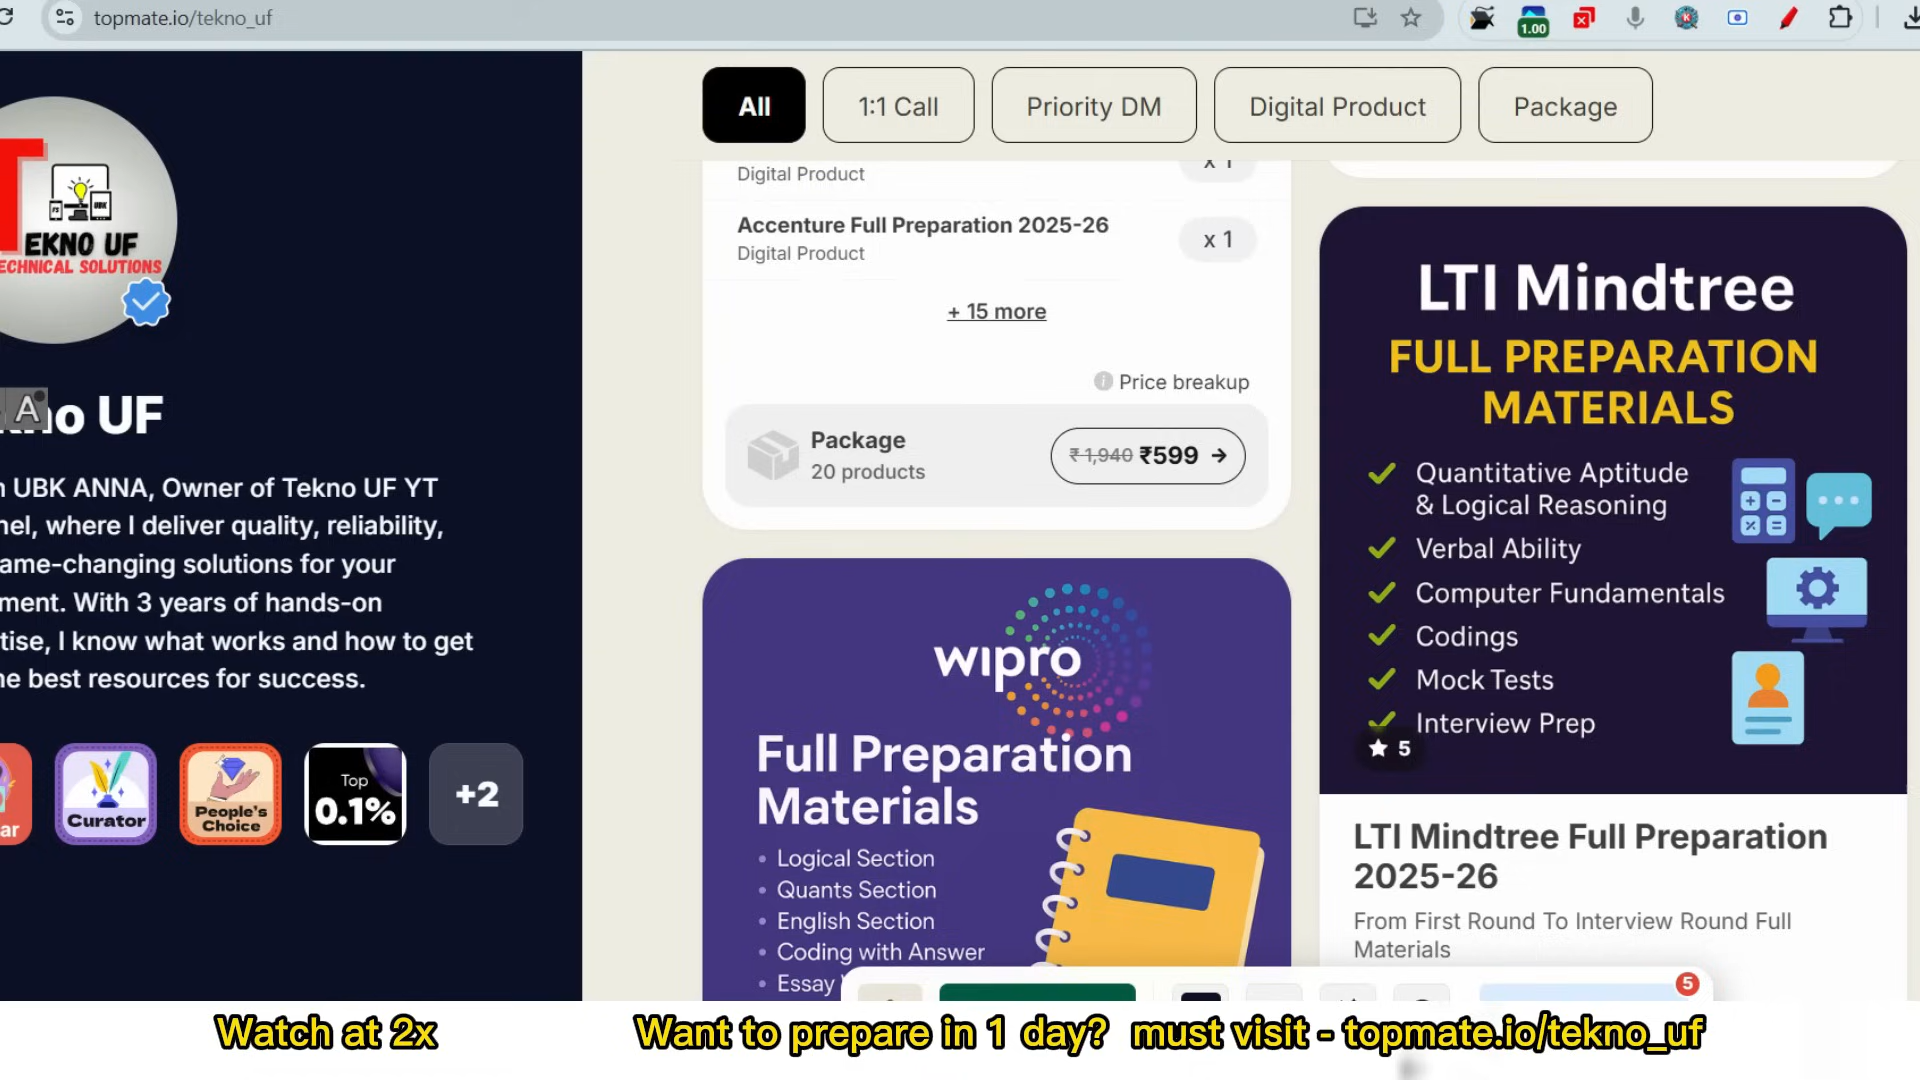 topmate.io/tekno_uf
1.00
All
1:1 Call
Priority DM
Digital Product
Package
EKNO UF
TECHNICAL SOLUTIONS
UF
UBK ANNA, Owner of Tekno UF YT
where I deliver quality, reliability,
ame-changing solutions for your
ment. With 3 years of hands-on
tise, I know what works and how to get
he best resources for success.
ar
Curator
People's
Choice
Top
0.1%
+2
Digital Product
x 1
Accenture Full Preparation 2025-26
Digital Product
x 1
+ 15 more
Price breakup
Package
20 products
₹1,940 ₹599 →
wipro
Full Preparation
Materials
• Logical Section
• Quants Section
• English Section
• Coding with Answer
• Essay
LTI Mindtree
FULL PREPARATION
MATERIALS
Quantitative Aptitude
& Logical Reasoning
Verbal Ability
Computer Fundamentals
Codings
Mock Tests
Interview Prep
★ 5
LTI Mindtree Full Preparation
2025-26
From First Round To Interview Round Full
Materials
5
Watch at 2x
Want to prepare in 1 day? must visit - topmate.io/tekno_uf